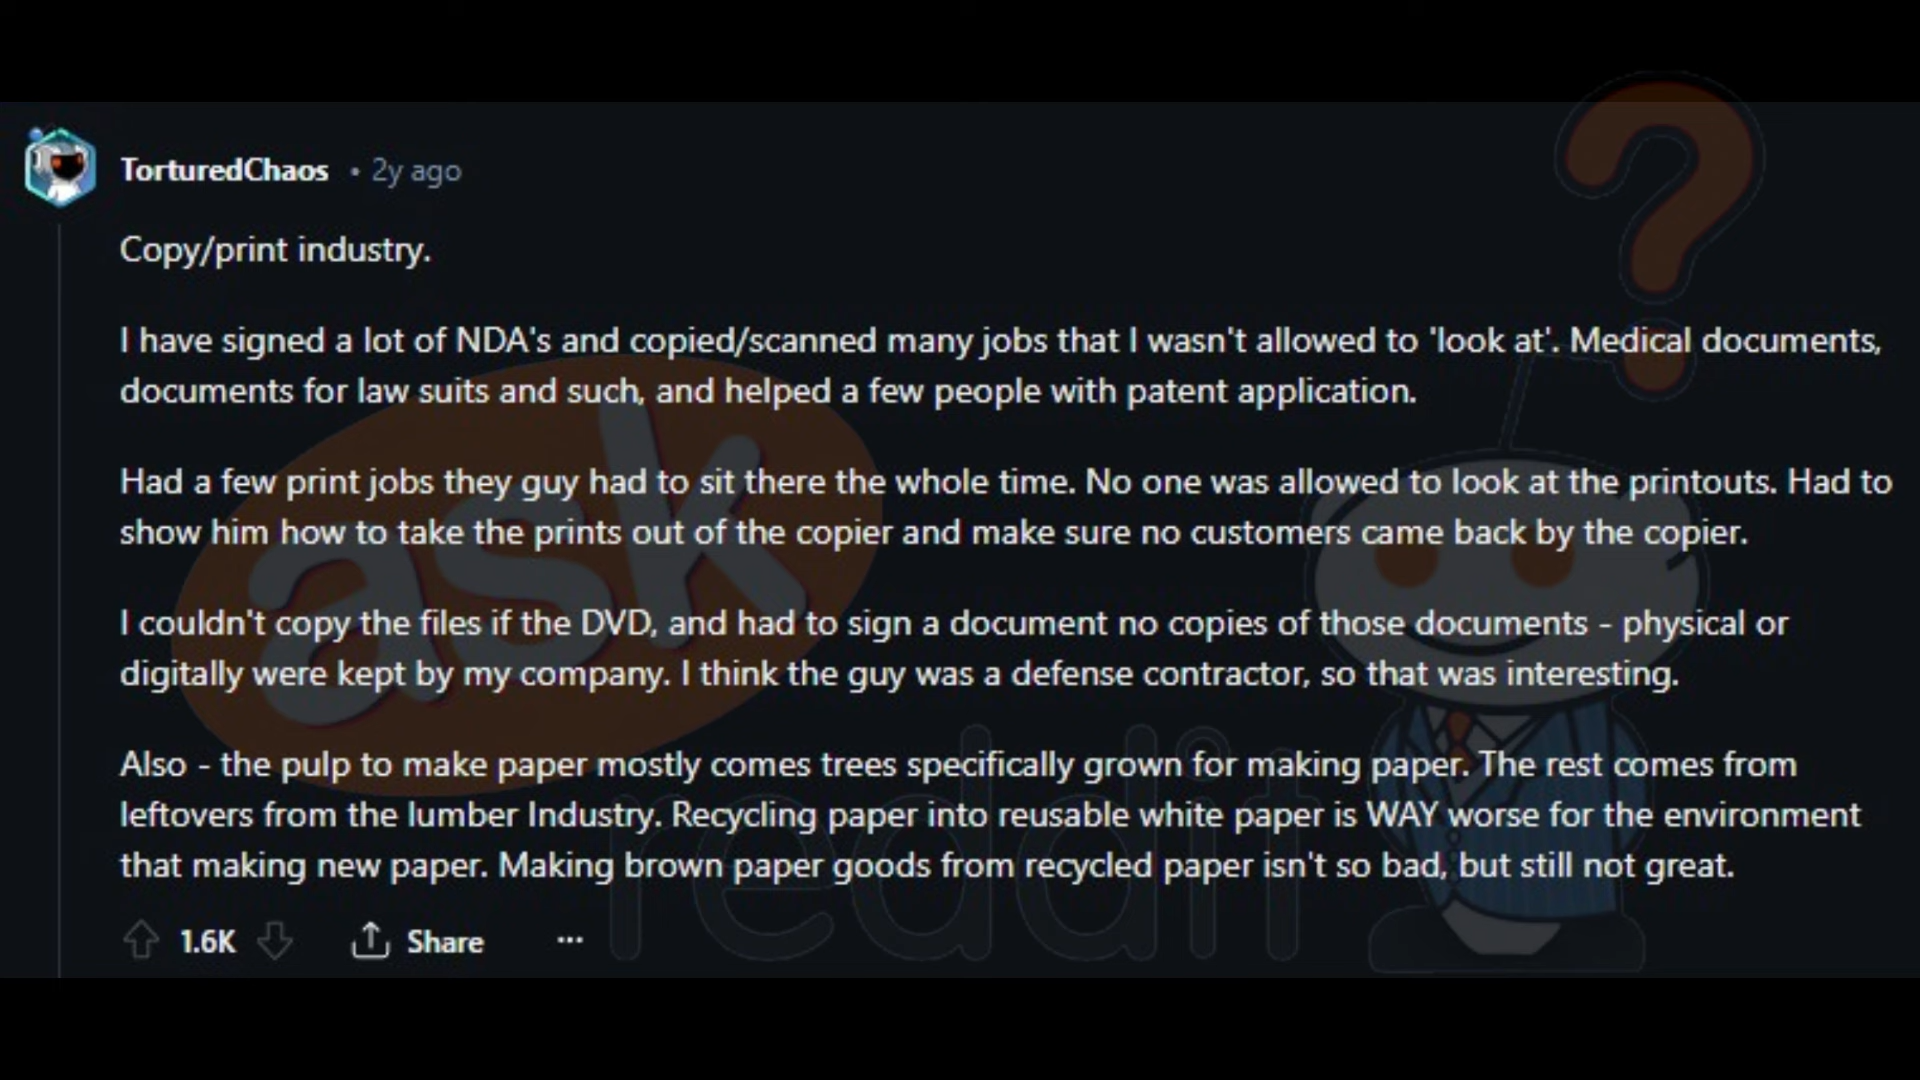 TorturedChaos • 2y ago
Copy/print industry.
I have signed a lot of NDA's and copied/scanned many jobs that I wasn't allowed to 'look at'. Medical documents,
documents for law suits and such, and helped a few people with patent application.
Had a few print jobs they guy had to sit there the whole time. No one was allowed to look at the printouts. Had to
show him how to take the prints out of the copier and make sure no customers came back by the copier.
I couldn't copy the files if the DVD, and had to sign a document no copies of those documents - physical or
digitally were kept by my company. I think the guy was a defense contractor, so that was interesting.
Also - the pulp to make paper mostly comes trees specifically grown for making paper. The rest comes from
leftovers from the lumber Industry. Recycling paper into reusable white paper is WAY worse for the environment
that making new paper. Making brown paper goods from recycled paper isn't so bad, but still not great.
1.6K Share ...
ask
reddit
?